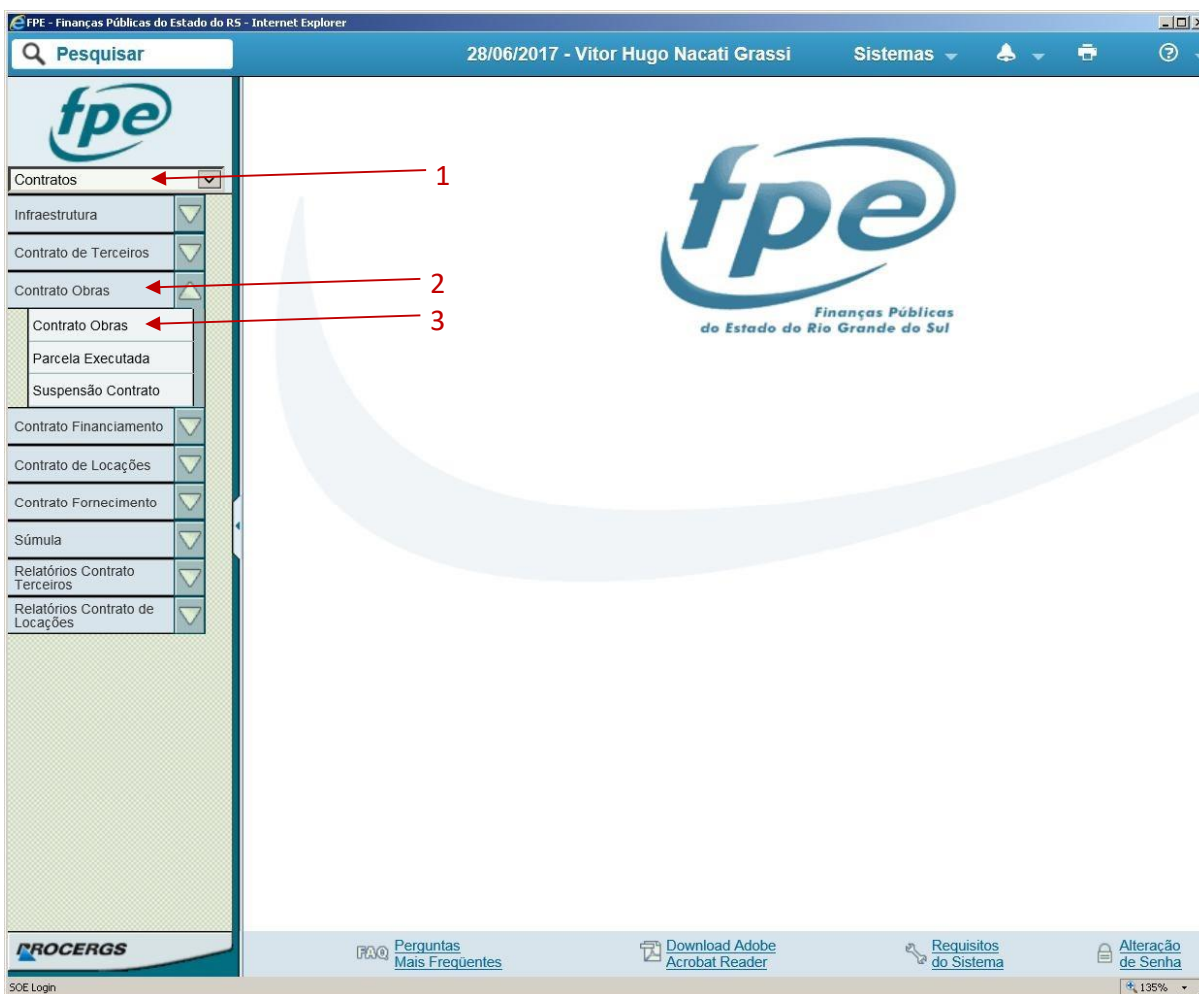 FPE - Finanças Públicas do Estado do RS - Internet Explorer
Pesquisar
28/06/2017 - Vitor Hugo Nacati Grassi
Sistemas
fpe
Contratos
1
Infraestrutura
Contrato de Terceiros
Contrato Obras
2
Contrato Obras
3
Parcela Executada
Suspensão Contrato
Contrato Financiamento
Contrato de Locações
Contrato Fornecimento
Súmula
Relatórios Contrato
Terceiros
Relatórios Contrato de
Locações
fpe
Finanças Públicas
do Estado do Rio Grande do Sul
PROCERGS
FAQ
Perguntas
Mais Freqüentes
Download Adobe
Acrobat Reader
Requisitos
do Sistema
Alteração
de Senha
SOE Login
135%